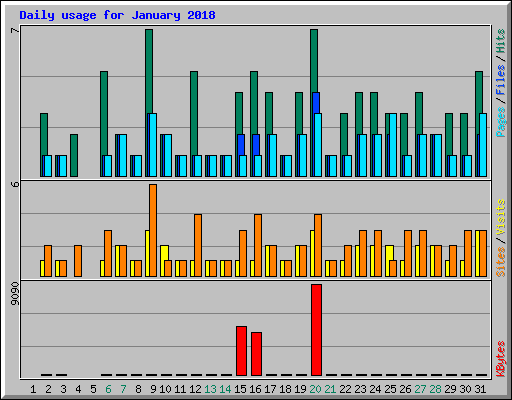 Daily usage for January 2018
7
6
9090
Pages / Files / Hits
Sites / Visits
KBytes
1 2 3 4 5 6 7 8 9 10 11 12 13 14 15 16 17 18 19 20 21 22 23 24 25 26 27 28 29 30 31